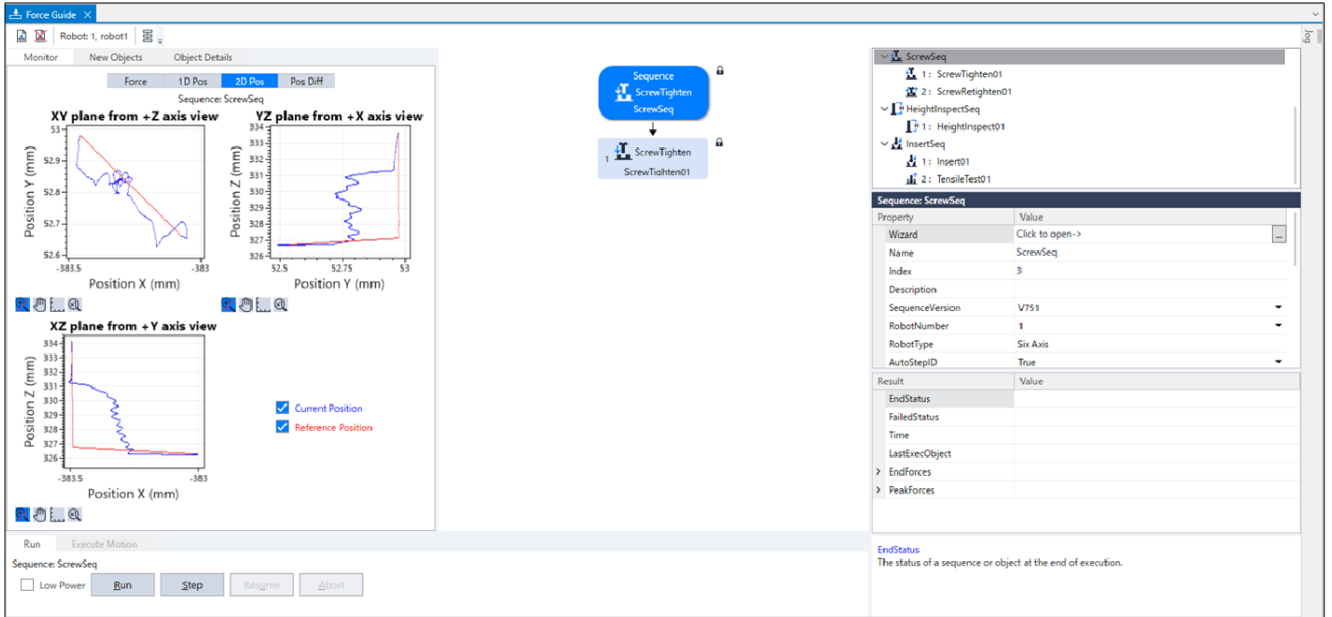 Force Guide
Robot: 1, robot1
Jog
Monitor New Objects Object Details
Force 1D Pos 2D Pos Pos Diff
Sequence: ScrewSeq
XY plane from +Z axis view
53
52.9
52.8
52.7
52.6
-383.5 -383
Position Y (mm)
Position X (mm)
YZ plane from +X axis view
334
333
332
331
330
329
328
327
326
52.5 52.75 53
Position Z (mm)
Position Y (mm)
XZ plane from +Y axis view
334
333
332
331
330
329
328
327
326
-383.5 -383
Position Z (mm)
Position X (mm)
Current Position
Reference Position
Run Execute Motion
Sequence: ScrewSeq
Low Power Run Step Resume Abort
Sequence
ScrewTighten
ScrewSeq
1 ScrewTighten
ScrewTighten01
ScrewSeq
1 : ScrewTighten01
2 : ScrewRetighten01
HeightInspectSeq
1 : HeightInspect01
InsertSeq
1 : Insert01
2 : TensileTest01
Sequence: ScrewSeq
Property Value
Wizard Click to open-> ...
Name ScrewSeq
Index 3
Description
SequenceVersion V751
RobotNumber 1
RobotType Six Axis
AutoStepID True
Result Value
EndStatus
FailedStatus
Time
LastExecObject
EndForces
PeakForces
EndStatus
The status of a sequence or object at the end of execution.